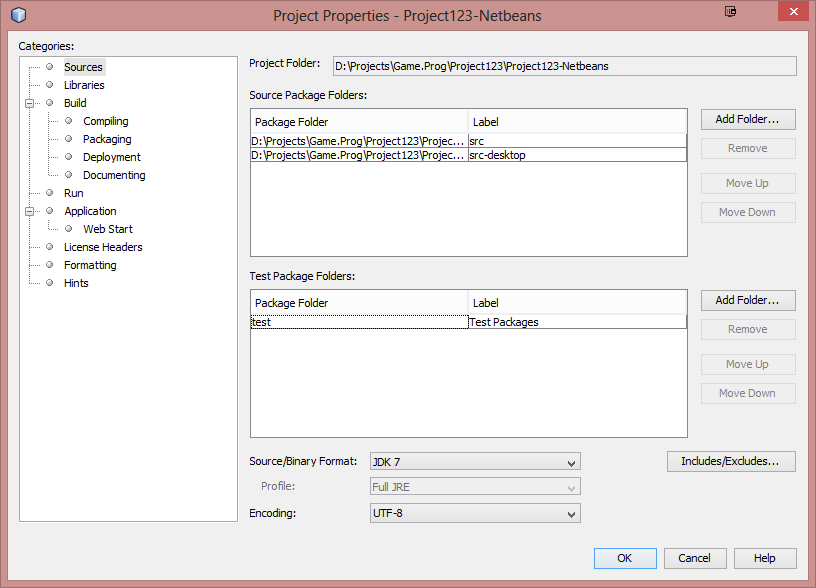 Project Properties - Project123-Netbeans
Categories:
Sources
Libraries
Build
Compiling
Packaging
Deployment
Documenting
Run
Application
Web Start
License Headers
Formatting
Hints
Project Folder: D:\Projects\Game.Prog\Project123\Project123-Netbeans
Source Package Folders:
Package Folder Label
D:\Projects\Game.Prog\Project123\Projec... src
D:\Projects\Game.Prog\Project123\Projec... src-desktop
Add Folder...
Remove
Move Up
Move Down
Test Package Folders:
Package Folder Label
test Test Packages
Add Folder...
Remove
Move Up
Move Down
Source/Binary Format: JDK 7 Includes/Excludes...
Profile: Full JRE
Encoding: UTF-8
OK Cancel Help